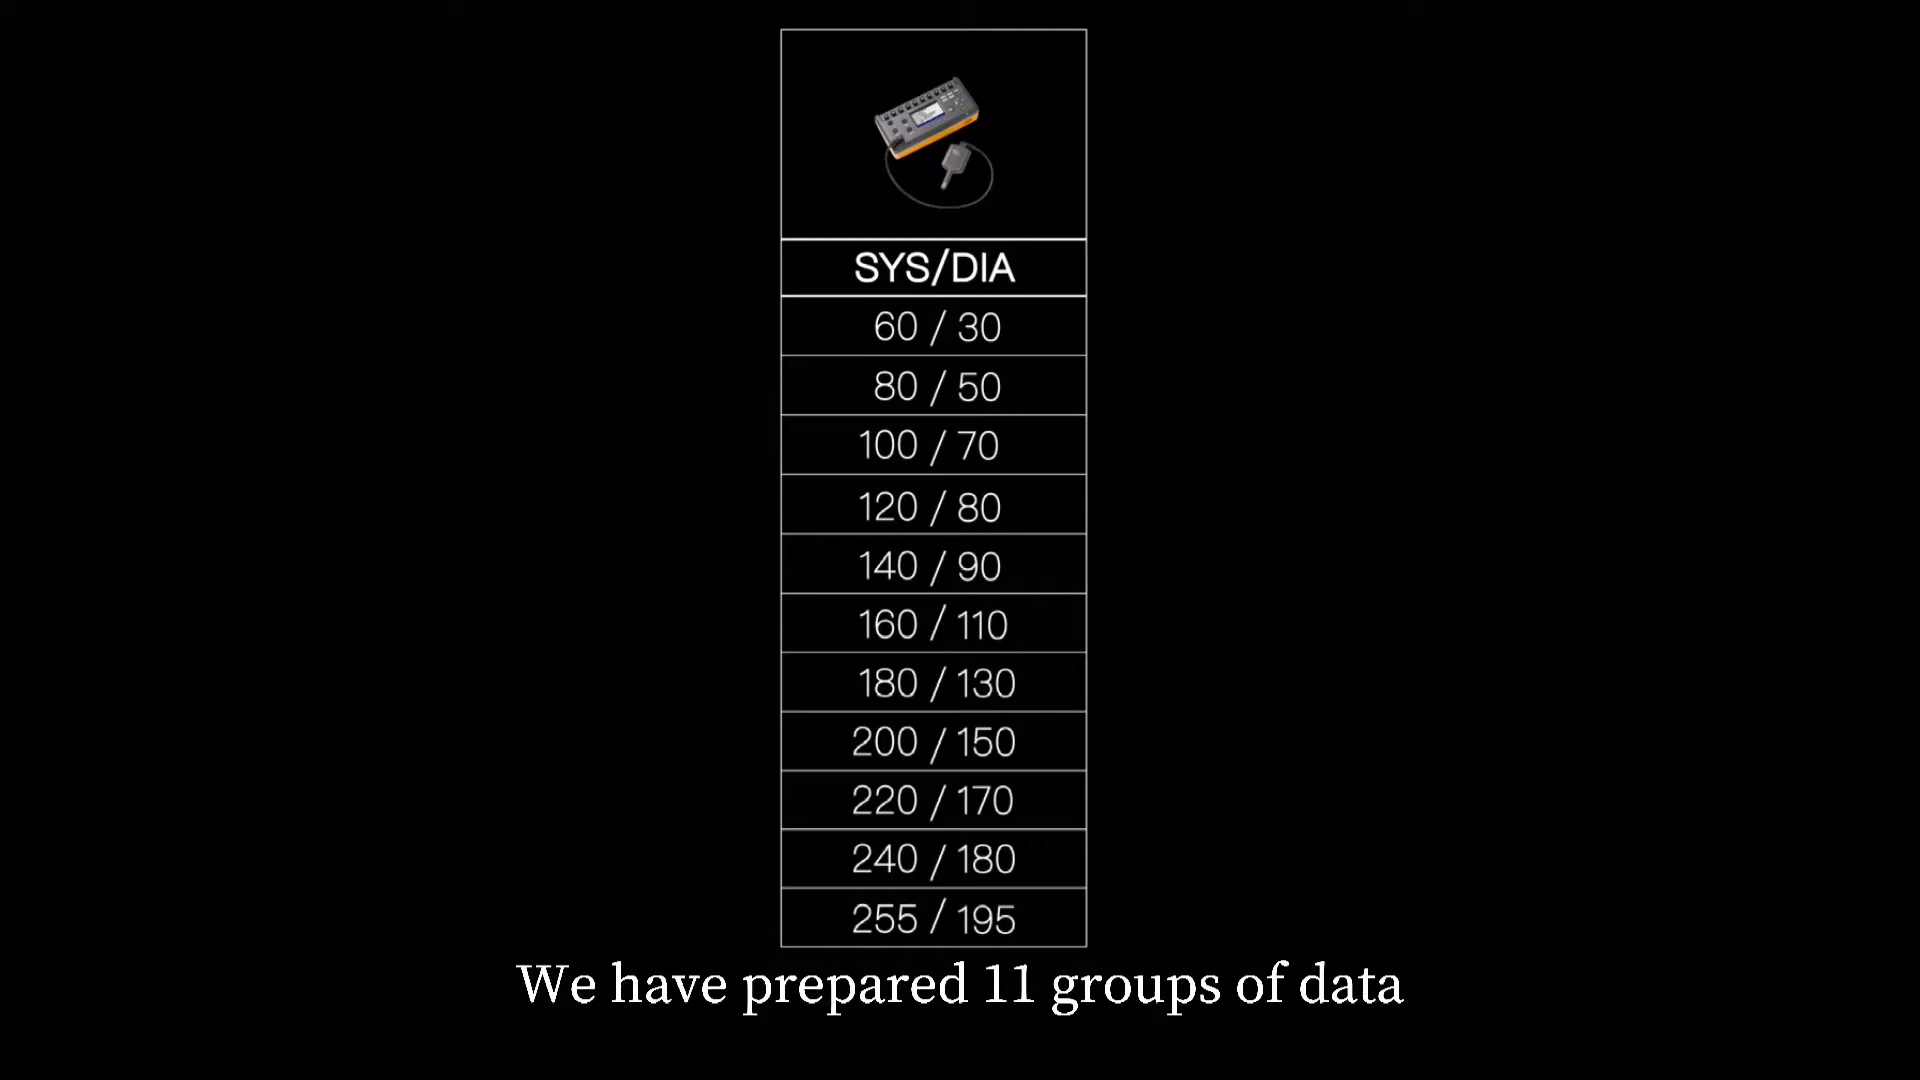 SYS/DIA
60 / 30
80 / 50
100 / 70
120 / 80
140 / 90
160 / 110
180 / 130
200 / 150
220 / 170
240 / 180
255 / 195
We have prepared 11 groups of data